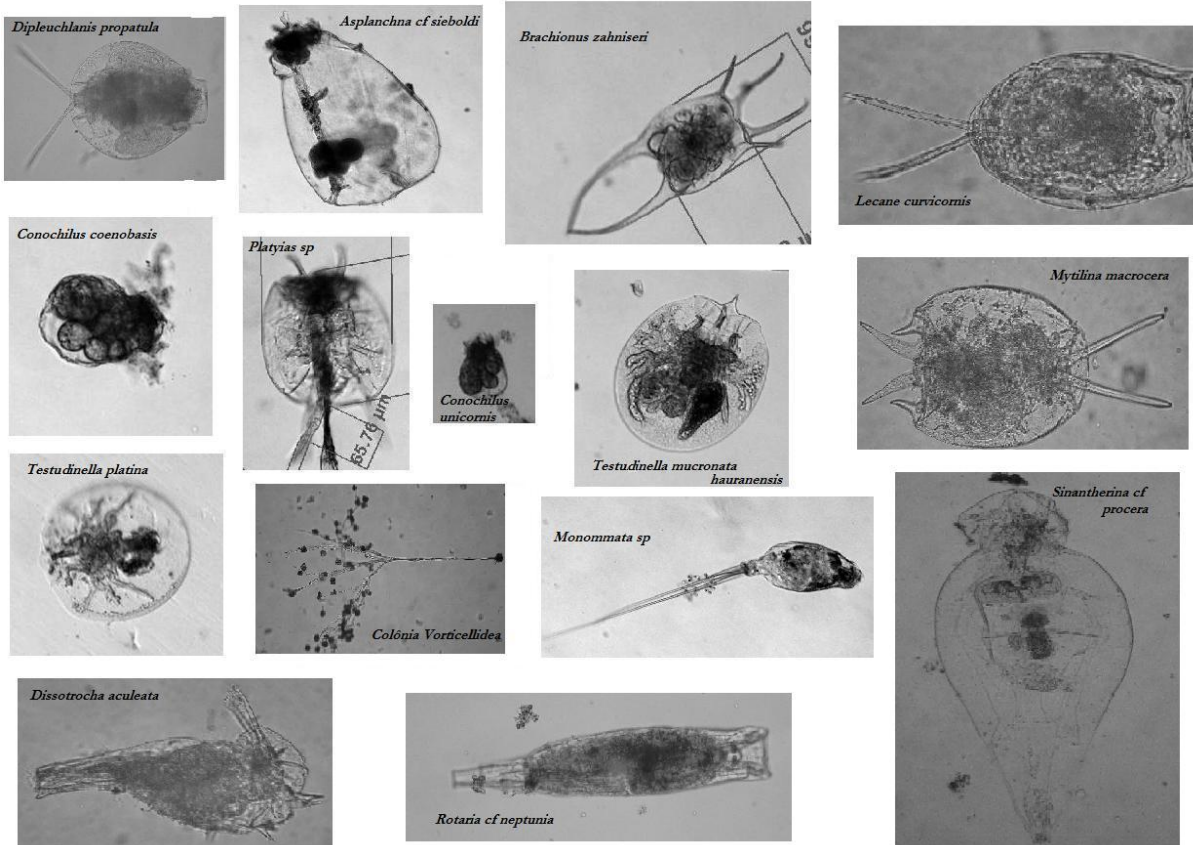 Dipleuchlanis propatula
Asplanchna cf sieboldi
Brachionus zahniseri
Lecane curvicornis
Conochilus coenobasis
Platyias sp
65.76 µm
Conochilus
unicornis
Testudinella mucronata
hauranensis
Mytilina macrocera
Testudinella platina
Colônia Vorticellidea
Monommata sp
Sinantherina cf
procera
Dissotrocha aculeata
Rotaria cf neptunia